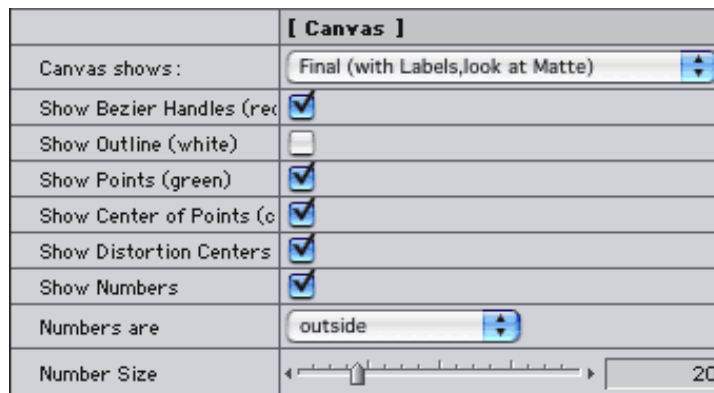 [ Canvas ]
Canvas shows: Final (with Labels,look at Matte)
Show Bezier Handles (rec
Show Outline (white)
Show Points (green)
Show Center of Points (c
Show Distortion Centers
Show Numbers
Numbers are outside
Number Size 20